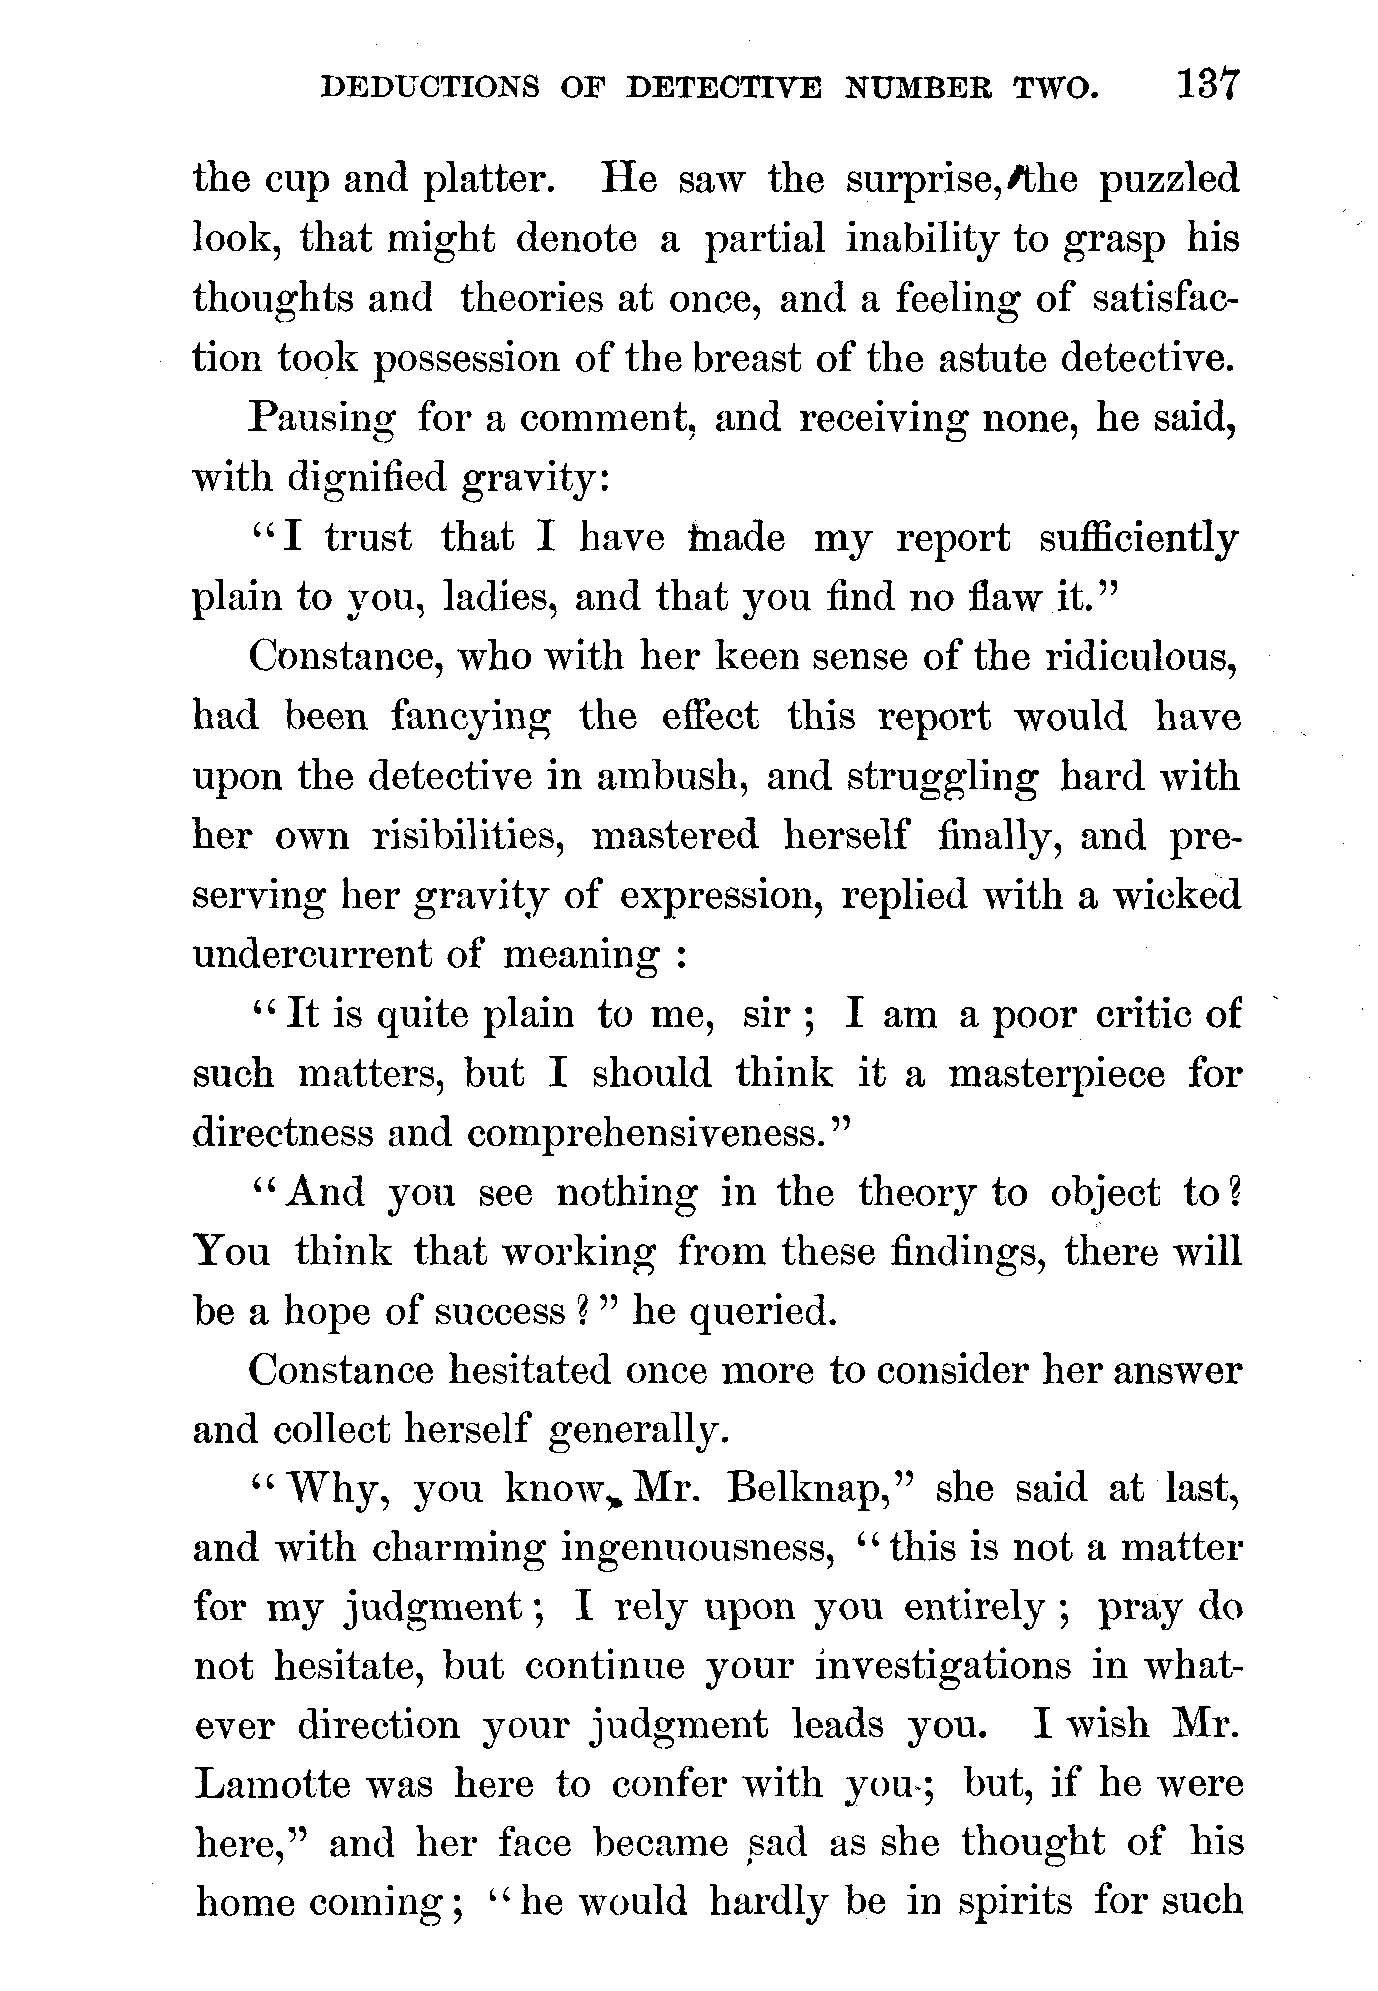 DEDUCTIONS OF DETECTIVE NUMBER TWO. 137
the cup and platter. He saw the surprise, the puzzled
look, that might denote a partial inability to grasp his
thoughts and theories at once, and a feeling of satisfac-
tion took possession of the breast of the astute detective.
Pausing for a comment, and receiving none, he said,
with dignified gravity:
“I trust that I have made my report sufficiently
plain to you, ladies, and that you find no flaw it.”
Constance, who with her keen sense of the ridiculous,
had been fancying the effect this report would have
upon the detective in ambush, and struggling hard with
her own risibilities, mastered herself finally, and pre-
serving her gravity of expression, replied with a wicked
undercurrent of meaning :
“ It is quite plain to me, sir ; I am a poor critic of
such matters, but I should think it a masterpiece for
directness and comprehensiveness.”
“And you see nothing in the theory to object to?
You think that working from these findings, there will
be a hope of success ? ” he queried.
Constance hesitated once more to consider her answer
and collect herself generally.
“ Why, you know, Mr. Belknap,” she said at last,
and with charming ingenuousness, “ this is not a matter
for my judgment ; I rely upon you entirely ; pray do
not hesitate, but continue your investigations in what-
ever direction your judgment leads you. I wish Mr.
Lamotte was here to confer with you ; but, if he were
here,” and her face became sad as she thought of his
home coming ; “ he would hardly be in spirits for such